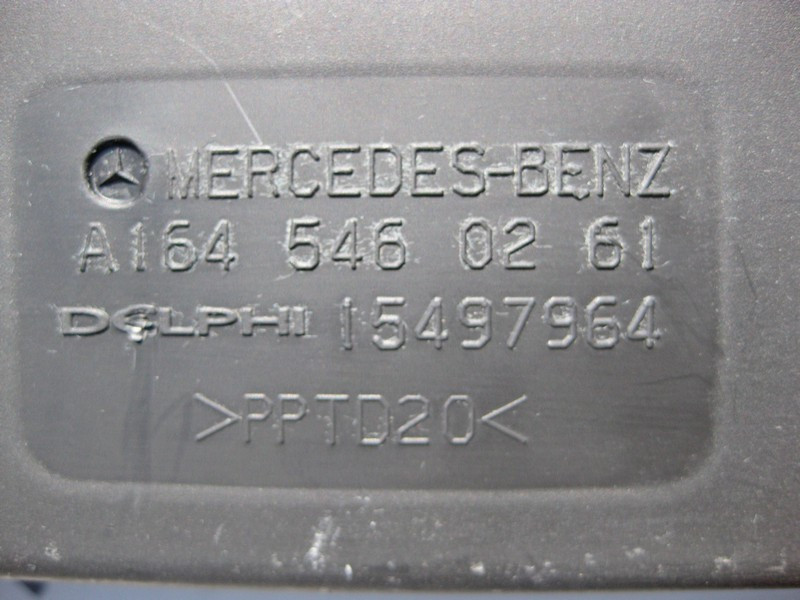 MERCEDES-BENZ
A164 546 02 61
DELPHI 15497964
>PPTD20<